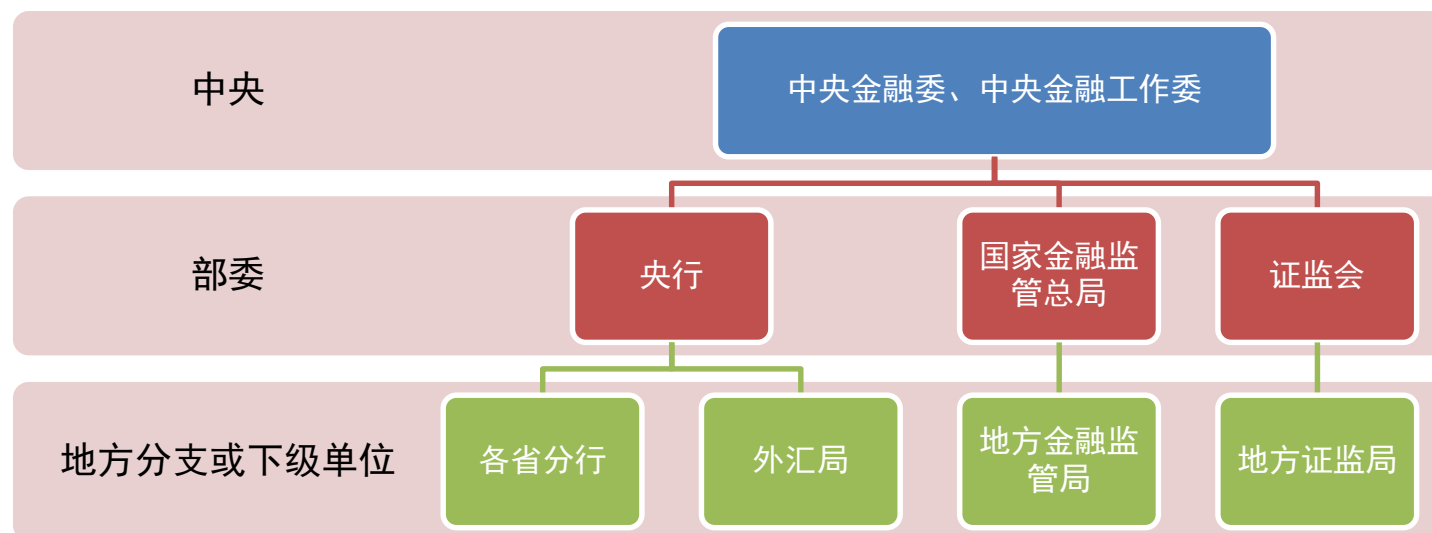 中央
中央金融委、中央金融工作委
部委
央行
国家金融监
管总局
证监会
地方分支或下级单位
各省分行
外汇局
地方金融监
管局
地方证监局